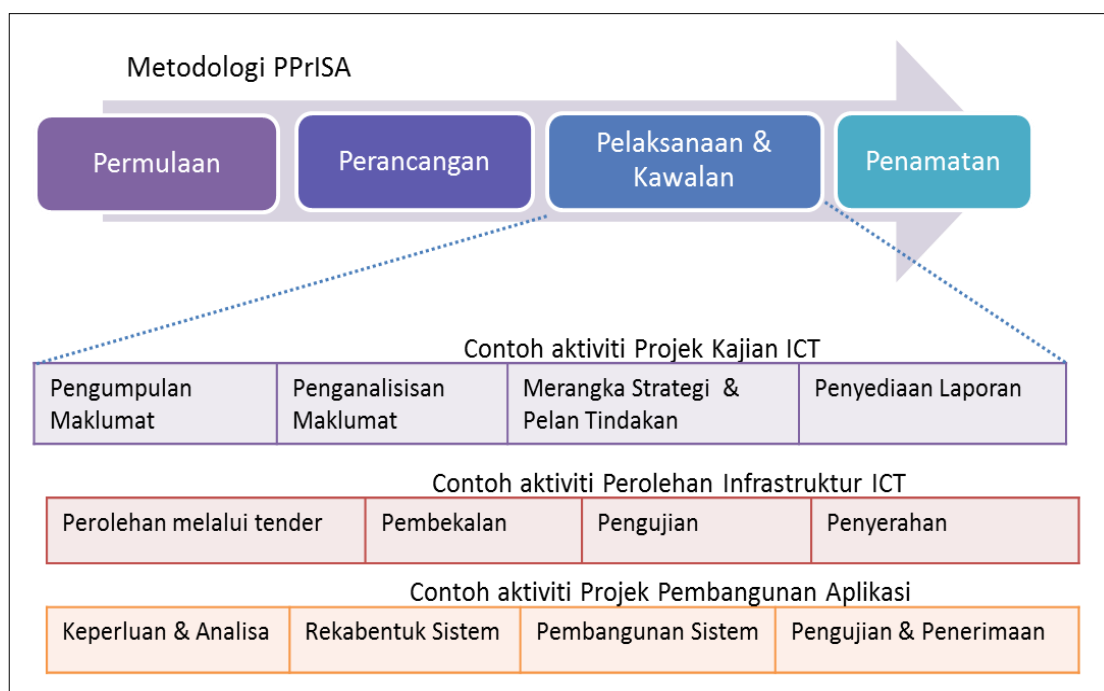 Metodologi PPrISA
Permulaan
Perancangan
Pelaksanaan &
Kawalan
Penamatan
Contoh aktiviti Projek Kajian ICT
Pengumpulan
Maklumat
Penganalisisan
Maklumat
Merangka Strategi &
Pelan Tindakan
Penyediaan Laporan
Contoh aktiviti Perolehan Infrastruktur ICT
Perolehan melalui tender
Pembekalan
Pengujian
Penyerahan
Contoh aktiviti Projek Pembangunan Aplikasi
Keperluan & Analisa
Rekabentuk Sistem
Pembangunan Sistem
Pengujian & Penerimaan